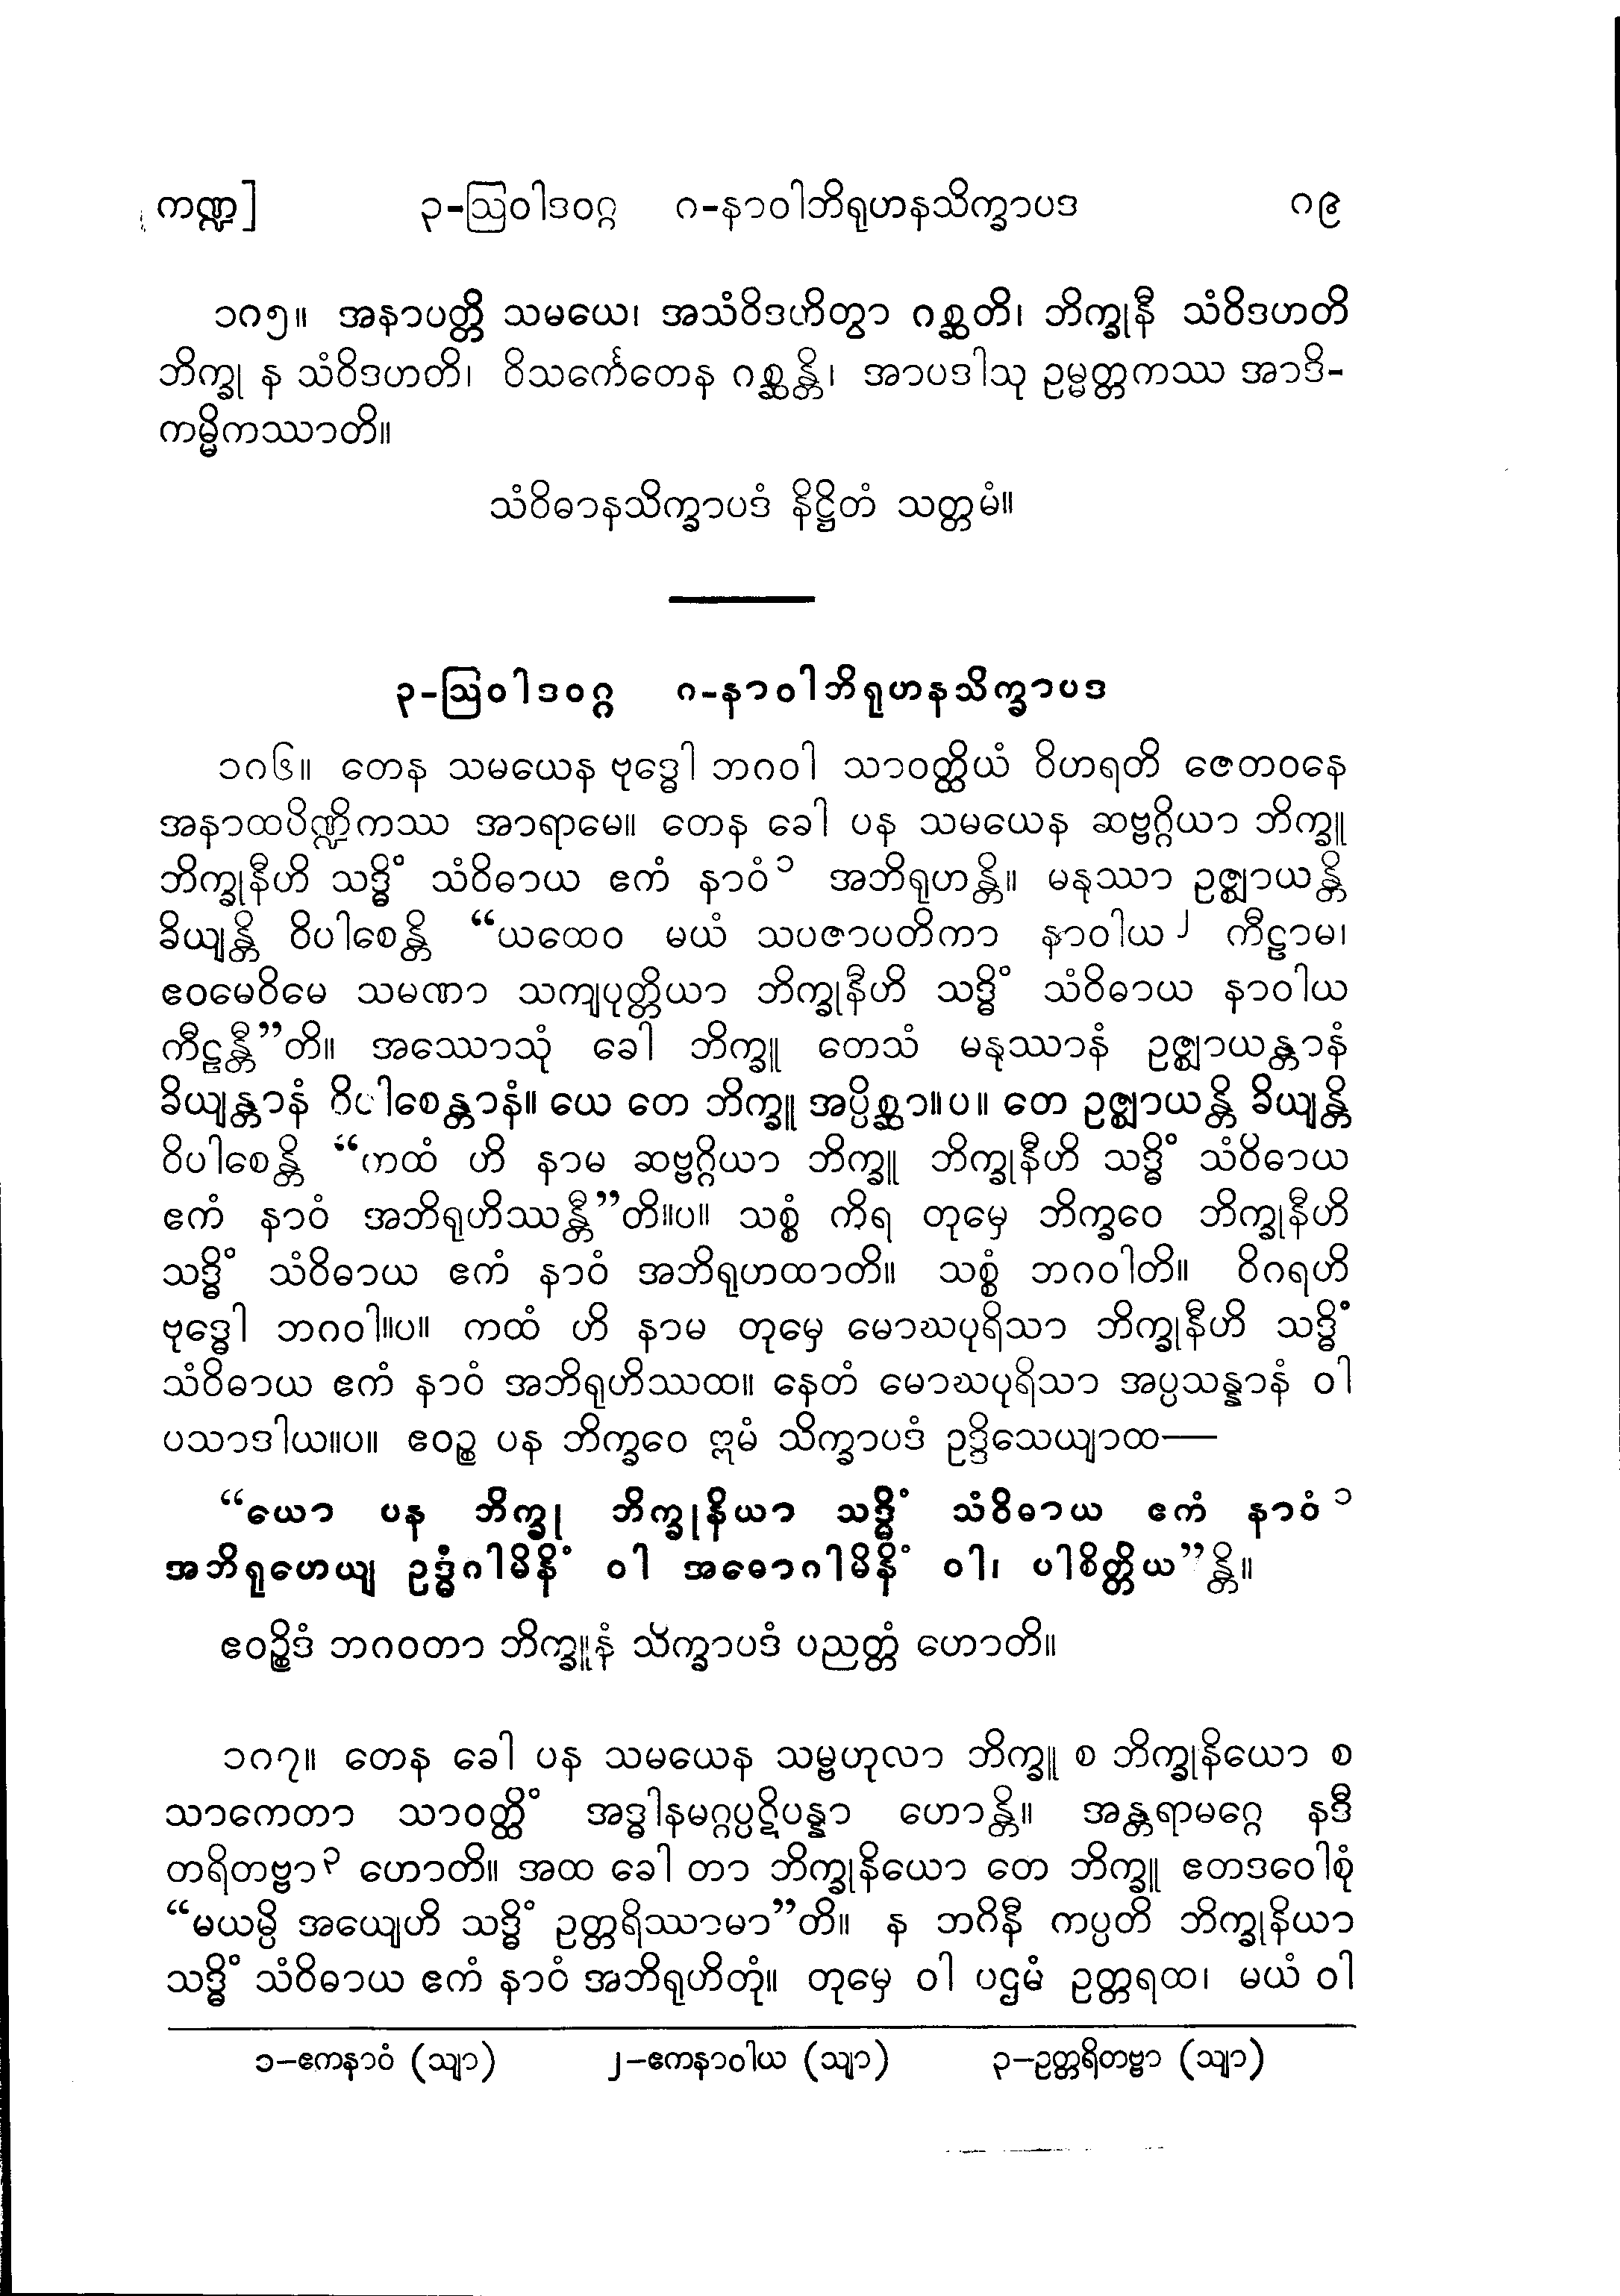 ကဏ္ဍ] ၃-ဩဝါဒဝဂ္ဂ ၈-နာဝါဘိရုဟနသိက္ခာပဒ ၈၉
၁၈၅။ အနာပတ္တိ သမယေ၊ အသံဝိဒဟိတွာ ဂစ္ဆတိ၊ ဘိက္ခုနီ သံဝိဒဟတိ
ဘိက္ခု န သံဝိဒဟတိ၊ ဝိသင်္ကေတေန ဂစ္ဆန္တိ၊ အာပဒါသု ဥမ္မတ္တကဿ အာဒိ-
ကမ္မိကဿာတိ။
သံဝိဓာနသိက္ခာပဒံ နိဋ္ဌိတံ သတ္တမံ။
၃-ဩဝါဒဝဂ္ဂ ၈-နာဝါဘိရုဟနသိက္ခာပဒ
၁၈၆။ တေန သမယေန ဗုဒ္ဓေါ ဘဂဝါ သာဝတ္ထိယံ ဝိဟရတိ ဇေတဝနေ
အနာထပိဏ္ဍိကဿ အာရာမေ။ တေန ခေါ ပန သမယေန ဆဗ္ဗဂ္ဂိယာ ဘိက္ခူ
ဘိက္ခုနီဟိ သဒ္ဓိံ သံဝိဓာယ ဧကံ နာဝံ၁ အဘိရုဟန္တိ။ မနုဿာ ဥဇ္ဈာယန္တိ
ခိယျန္တိ ဝိပါစေန္တိ “ယထေဝ မယံ သပဇာပတိကာ နာဝါယ၂ ကီဠာမ၊
ဧဝမေဝိမေ သမဏာ သကျပုတ္တိယာ ဘိက္ခုနီဟိ သဒ္ဓိံ သံဝိဓာယ နာဝါယ
ကီဠန္တီ”တိ။ အဿောသုံ ခေါ ဘိက္ခူ တေသံ မနုဿာနံ ဥဇ္ဈာယန္တာနံ
ခိယျန္တာနံ ဝိပါစေန္တာနံ။ ယေ တေ ဘိက္ခူ အပ္ပိစ္ဆာ။ပ။ တေ ဥဇ္ဈာယန္တိ ခိယျန္တိ
ဝိပါစေန္တိ “ကထံ ဟိ နာမ ဆဗ္ဗဂ္ဂိယာ ဘိက္ခူ ဘိက္ခုနီဟိ သဒ္ဓိံ သံဝိဓာယ
ဧကံ နာဝံ အဘိရုဟိဿန္တီ”တိ။ပ။ သစ္စံ ကိရ တုမှေ ဘိက္ခဝေ ဘိက္ခုနီဟိ
သဒ္ဓိံ သံဝိဓာယ ဧကံ နာဝံ အဘိရုဟထာတိ။ သစ္စံ ဘဂဝါတိ။ ဝိဂရဟိ
ဗုဒ္ဓေါ ဘဂဝါ။ပ။ ကထံ ဟိ နာမ တုမှေ မောဃပုရိသာ ဘိက္ခုနီဟိ သဒ္ဓိံ
သံဝိဓာယ ဧကံ နာဝံ အဘိရုဟိဿထ။ နေတံ မောဃပုရိသာ အပ္ပသန္နာနံ ဝါ
ပသာဒါယ။ပ။ ဧဝဉ္စ ပန ဘိက္ခဝေ ဣမံ သိက္ခာပဒံ ဥဒ္ဒိသေယျာထ—
“ယော ပန ဘိက္ခု ဘိက္ခုနိယာ သဒ္ဓိံ သံဝိဓာယ ဧကံ နာဝံ၁
အဘိရုဟေယျ ဥဒ္ဓံဂါမိနိံ ဝါ အဓောဂါမိနိံ ဝါ၊ ပါစိတ္တိယ”န္တိ။
ဧဝဉ္စိဒံ ဘဂဝတာ ဘိက္ခူနံ သိက္ခာပဒံ ပညတ္တံ ဟောတိ။
၁၈၇။ တေန ခေါ ပန သမယေန သမ္ဗဟုလာ ဘိက္ခူ စ ဘိက္ခုနိယော စ
သာကေတာ သာဝတ္ထိံ အဒ္ဓါနမဂ္ဂပ္ပဋိပန္နာ ဟောန္တိ။ အန္တရာမဂ္ဂေ နဒီ
တရိတဗ္ဗာ၃ ဟောတိ။ အထ ခေါ တာ ဘိက္ခုနိယော တေ ဘိက္ခူ ဧတဒဝေါစုံ
“မယမ္ပိ အယျေဟိ သဒ္ဓိံ ဥတ္တရိဿာမာ”တိ။ န ဘဂိနီ ကပ္ပတိ ဘိက္ခုနိယာ
သဒ္ဓိံ သံဝိဓာယ ဧကံ နာဝံ အဘိရုဟိတုံ။ တုမှေ ဝါ ပဌမံ ဥတ္တရထ၊ မယံ ဝါ
၁–ဧကနာဝံ (သျာ) ၂–ဧကနာဝါယ (သျာ) ၃–ဥတ္တရိတဗ္ဗာ (သျာ)